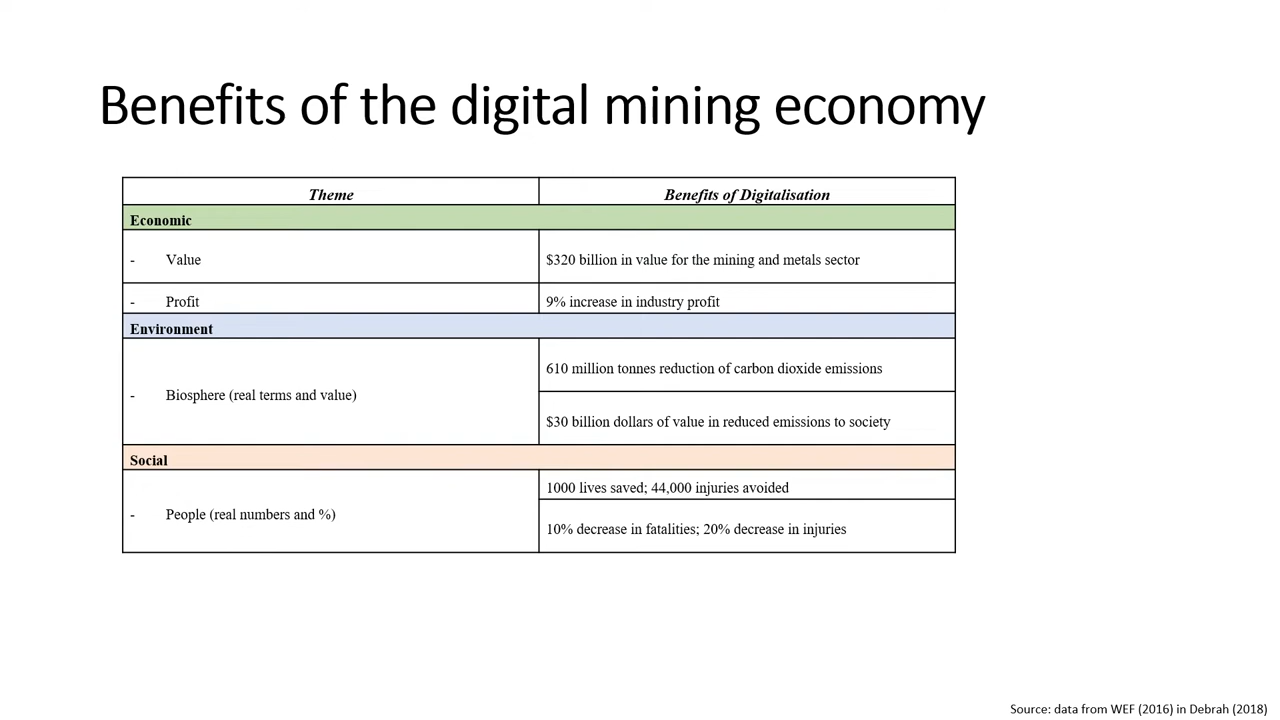 Benefits of the digital mining economy
Theme
Benefits of Digitalisation
Economic
- Value
$320 billion in value for the mining and metals sector
- Profit
9% increase in industry profit
Environment
- Biosphere (real terms and value)
610 million tonnes reduction of carbon dioxide emissions
$30 billion dollars of value in reduced emissions to society
Social
- People (real numbers and %)
1000 lives saved; 44,000 injuries avoided
10% decrease in fatalities; 20% decrease in injuries
Source: data from WEF (2016) in Debrah (2018)